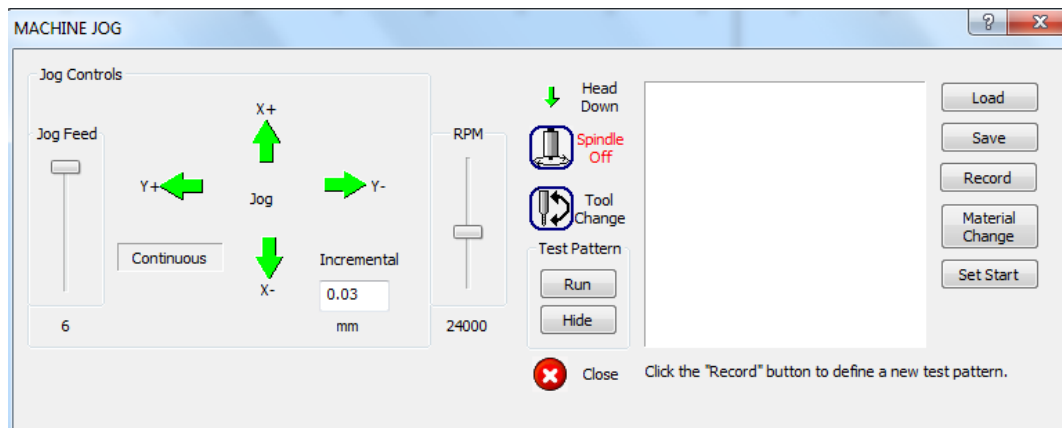 MACHINE JOG
?
Jog Controls
Jog Feed
6
X+
Y+
Jog
Y-
X-
Continuous
Incremental
0.03
mm
RPM
24000
Head
Down
Spindle
Off
Tool
Change
Test Pattern
Run
Hide
Close
Load
Save
Record
Material
Change
Set Start
Click the "Record" button to define a new test pattern.